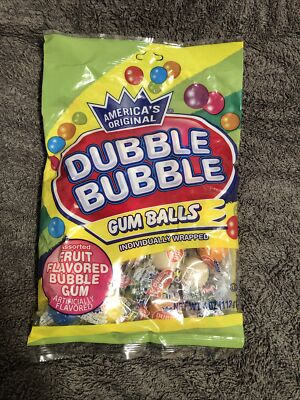 AMERICA'S
ORIGINAL
DUBBLE
BUBBLE
GUM BALLS
INDIVIDUALLY WRAPPED
Assorted
FRUIT
FLAVORED
BUBBLE
GUM
ARTIFICIALLY
FLAVORED
NET WT. 4 OZ